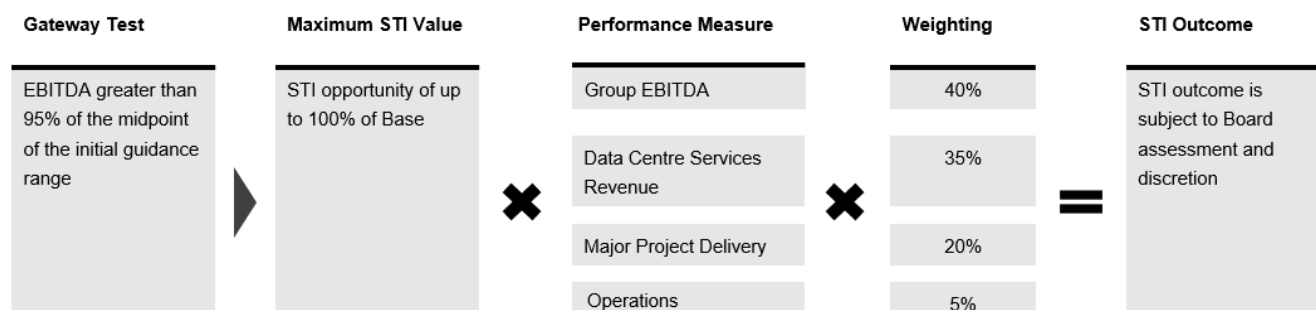 Gateway Test
EBITDA greater than
95% of the midpoint
of the initial guidance
range
Maximum STI Value
STI opportunity of up
to 100% of Base
Performance Measure
Group EBITDA
Data Centre Services
Revenue
Major Project Delivery
Operations
Weighting
40%
35%
20%
5%
STI Outcome
STI outcome is
subject to Board
assessment and
discretion